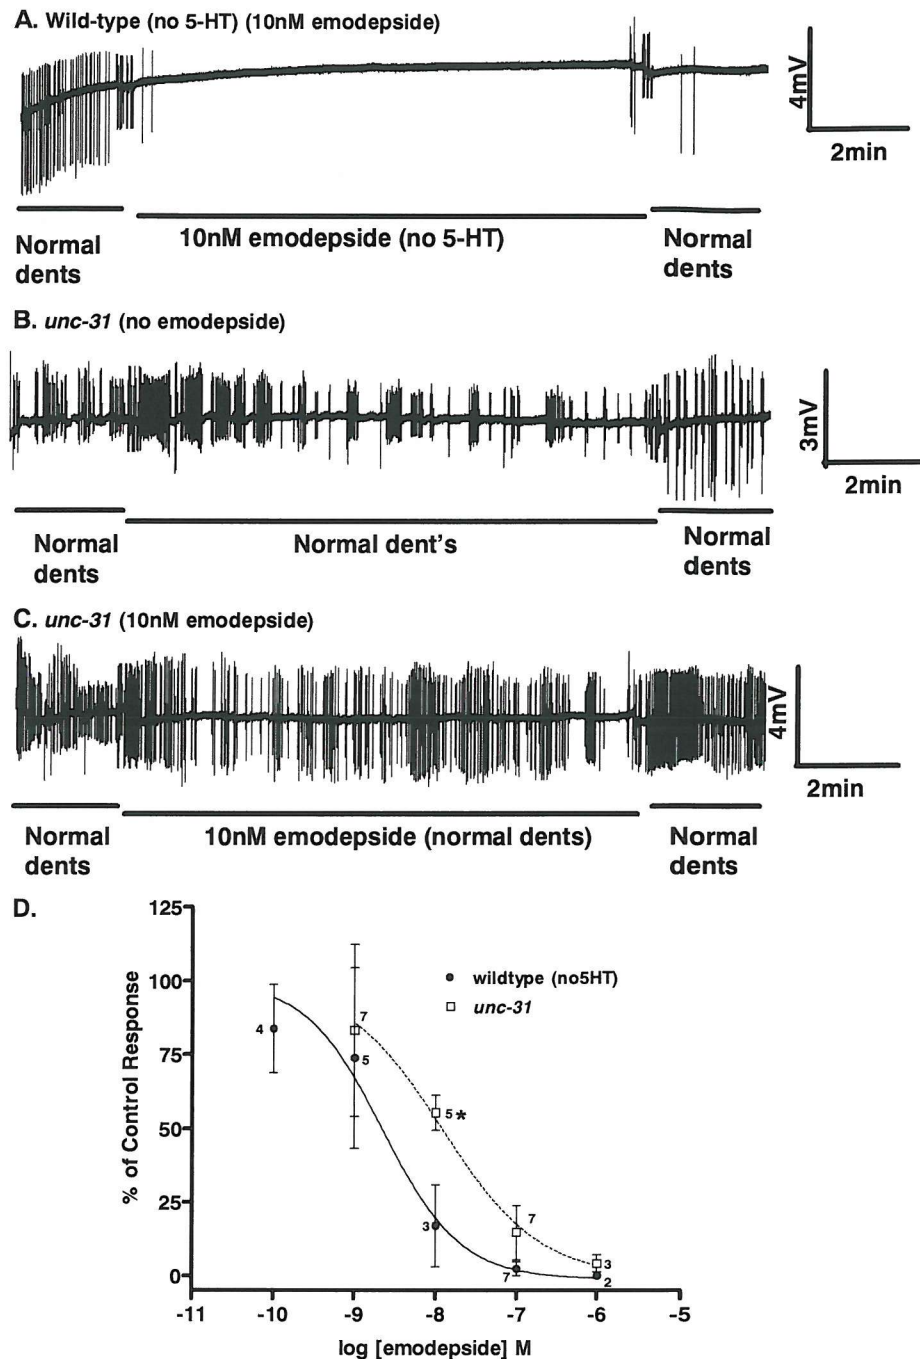 A. Wild-type (no 5-HT) (10nM emodepside)
4mV
2min
Normal
dents
10nM emodepside (no 5-HT)
Normal
dents
B. unc-31 (no emodepside)
3mV
2min
Normal
dents
Normal dent's
Normal
dents
C. unc-31 (10nM emodepside)
4mV
2min
Normal
dents
10nM emodepside (normal dents)
Normal
dents
D.
% of Control Response
125
100
75
50
25
0
wildtype (no5HT)
unc-31
4
7
5
5*
3
7
7
3
2
-11 -10 -9 -8 -7 -6 -5
log [emodepside] M